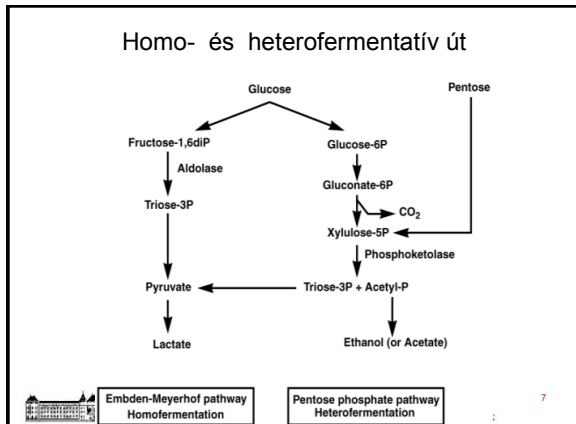 Homo- és heterofermentatív út
Glucose
Pentose
Fructose-1,6diP
Glucose-6P
Aldolase
Gluconate-6P
Triose-3P
CO₂
Xylulose-5P
Phosphoketolase
Pyruvate
Triose-3P + Acetyl-P
Lactate
Ethanol (or Acetate)
Embden-Meyerhof pathway
Homofermentation
Pentose phosphate pathway
Heterofermentation
7